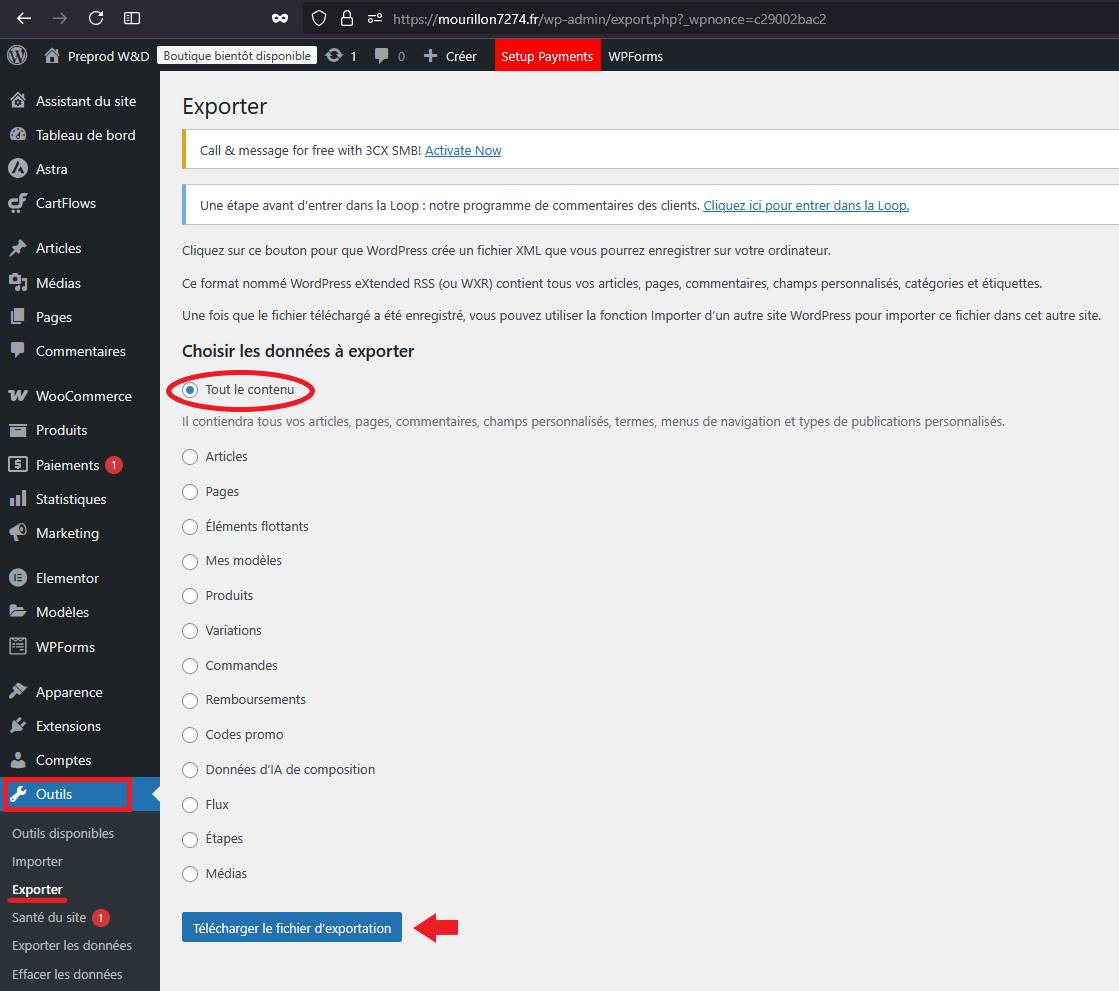 https://mourillon7274.fr/wp-admin/export.php?_wpnonce=c29002bac2
Preprod W&D Boutique bientôt disponible 1 0 Créer Setup Payments WPForms
Assistant du site
Tableau de bord
Astra
CartFlows
Articles
Médias
Pages
Commentaires
WooCommerce
Produits
Paiements 1
Statistiques
Marketing
Elementor
Modèles
WPForms
Apparence
Extensions
Comptes
Outils
Outils disponibles
Importer
Exporter
Santé du site 1
Exporter les données
Effacer les données
Exporter
Call & message for free with 3CX SMB! Activate Now
Une étape avant d'entrer dans la Loop : notre programme de commentaires des clients. Cliquez ici pour entrer dans la Loop.
Cliquez sur ce bouton pour que WordPress crée un fichier XML que vous pourrez enregistrer sur votre ordinateur.
Ce format nommé WordPress eXtended RSS (ou WXR) contient tous vos articles, pages, commentaires, champs personnalisés, catégories et étiquettes.
Une fois que le fichier téléchargé a été enregistré, vous pouvez utiliser la fonction Importer d’un autre site WordPress pour importer ce fichier dans cet autre site.
Choisir les données à exporter
Tout le contenu
Il contiendra tous vos articles, pages, commentaires, champs personnalisés, termes, menus de navigation et types de publications personnalisés.
Articles
Pages
Éléments flottants
Mes modèles
Produits
Variations
Commandes
Remboursements
Codes promo
Données d’IA de composition
Flux
Étapes
Médias
Télécharger le fichier d’exportation